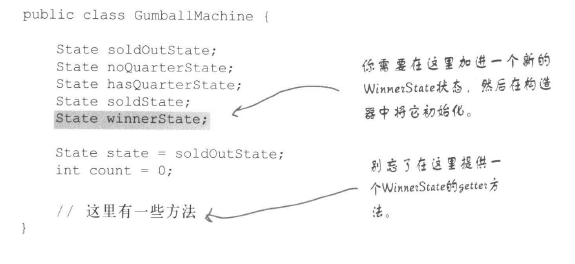 public class GumballMachine {
State soldOutState;
State noQuarterState;
State hasQuarterState;
State soldState;
State winnerState;
State state = soldOutState;
int count = 0;
// 这里有一些方法
}
你需要在这里加进一个新的
WinnerState状态，然后在构造
器中将它初始化。
别忘了在这里提供一
个WinnerState的getter方
法。